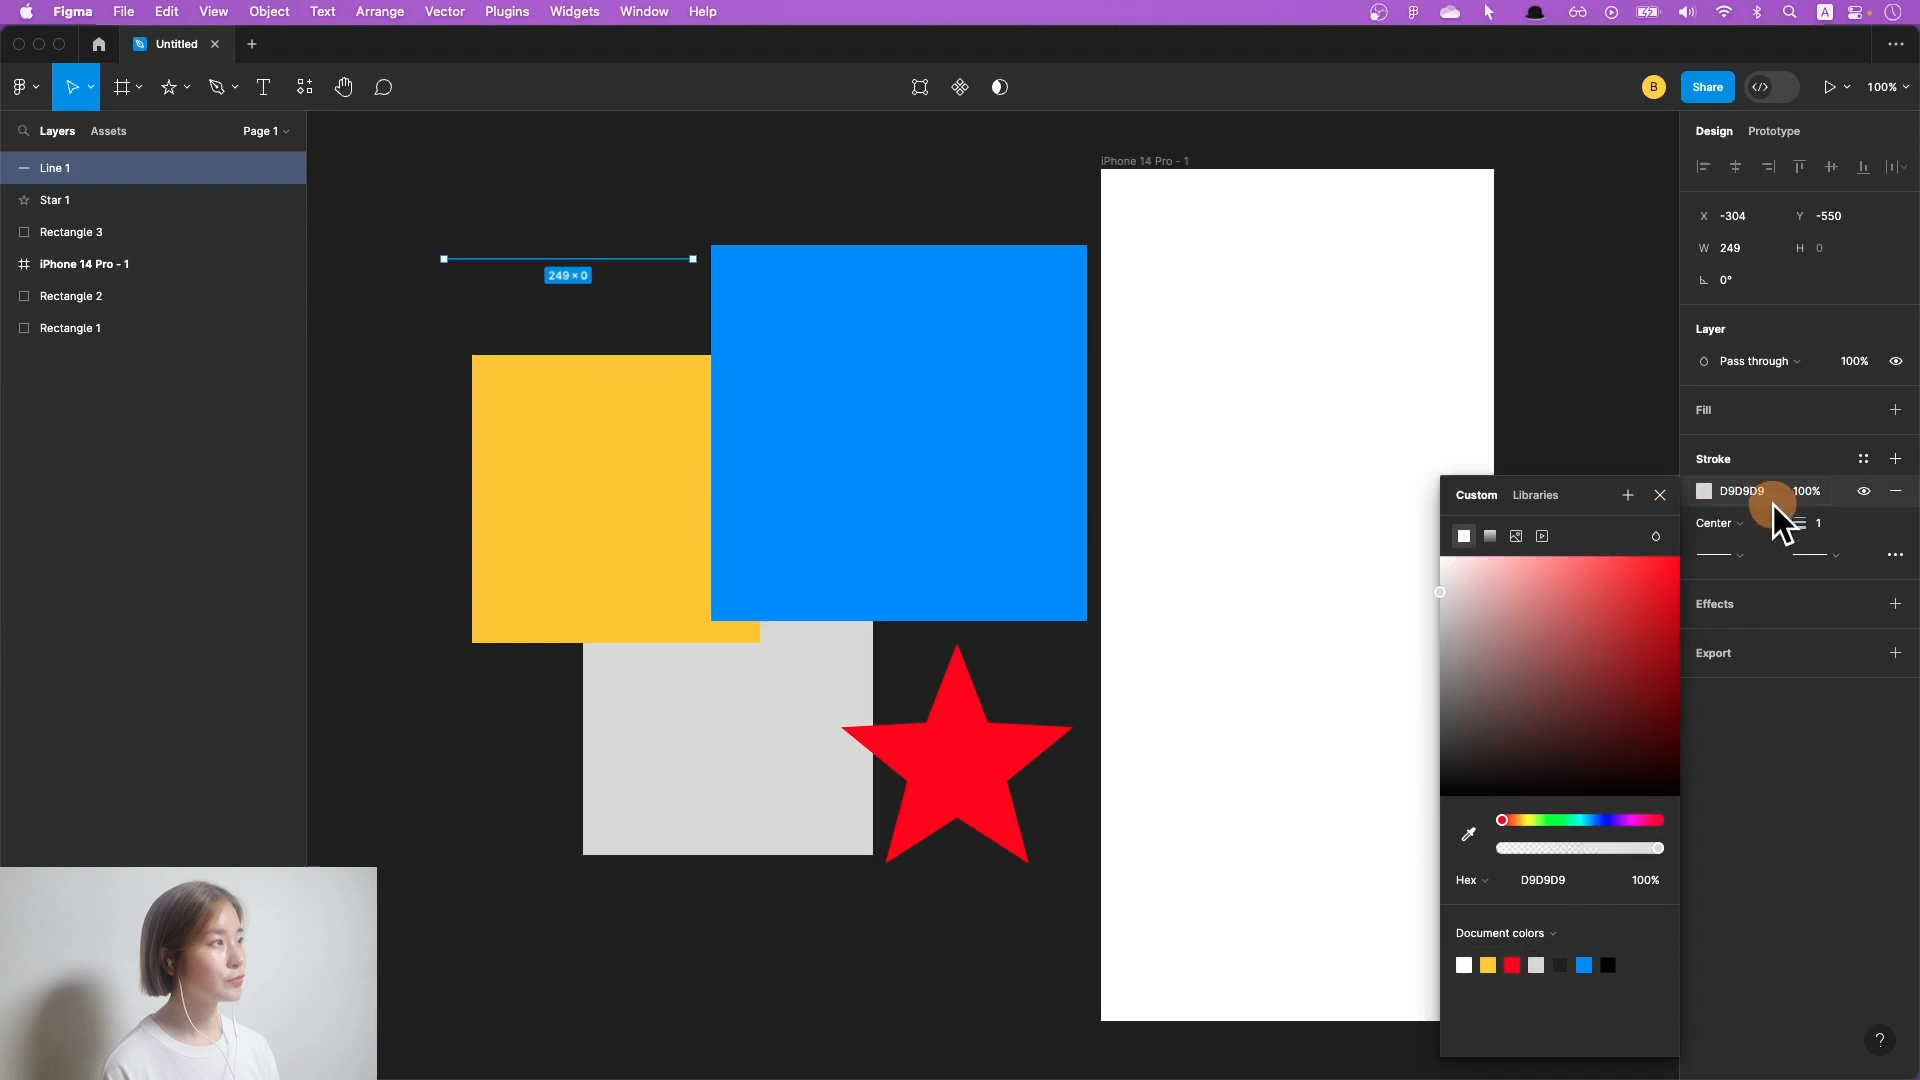 Figma File Edit View Object Text Arrange Vector Plugins Widgets Window Help
A
Untitled
B
Share
100%
Layers Assets Page 1
Line 1
Star 1
Rectangle 3
iPhone 14 Pro - 1
Rectangle 2
Rectangle 1
iPhone 14 Pro - 1
249 × 0
Design Prototype
X -304 Y -550
W 249 H 0
0°
Layer
Pass through 100%
Fill
Stroke
D9D9D9 100%
Center 1
Effects
Export
Custom Libraries
Hex D9D9D9 100%
Document colors
?